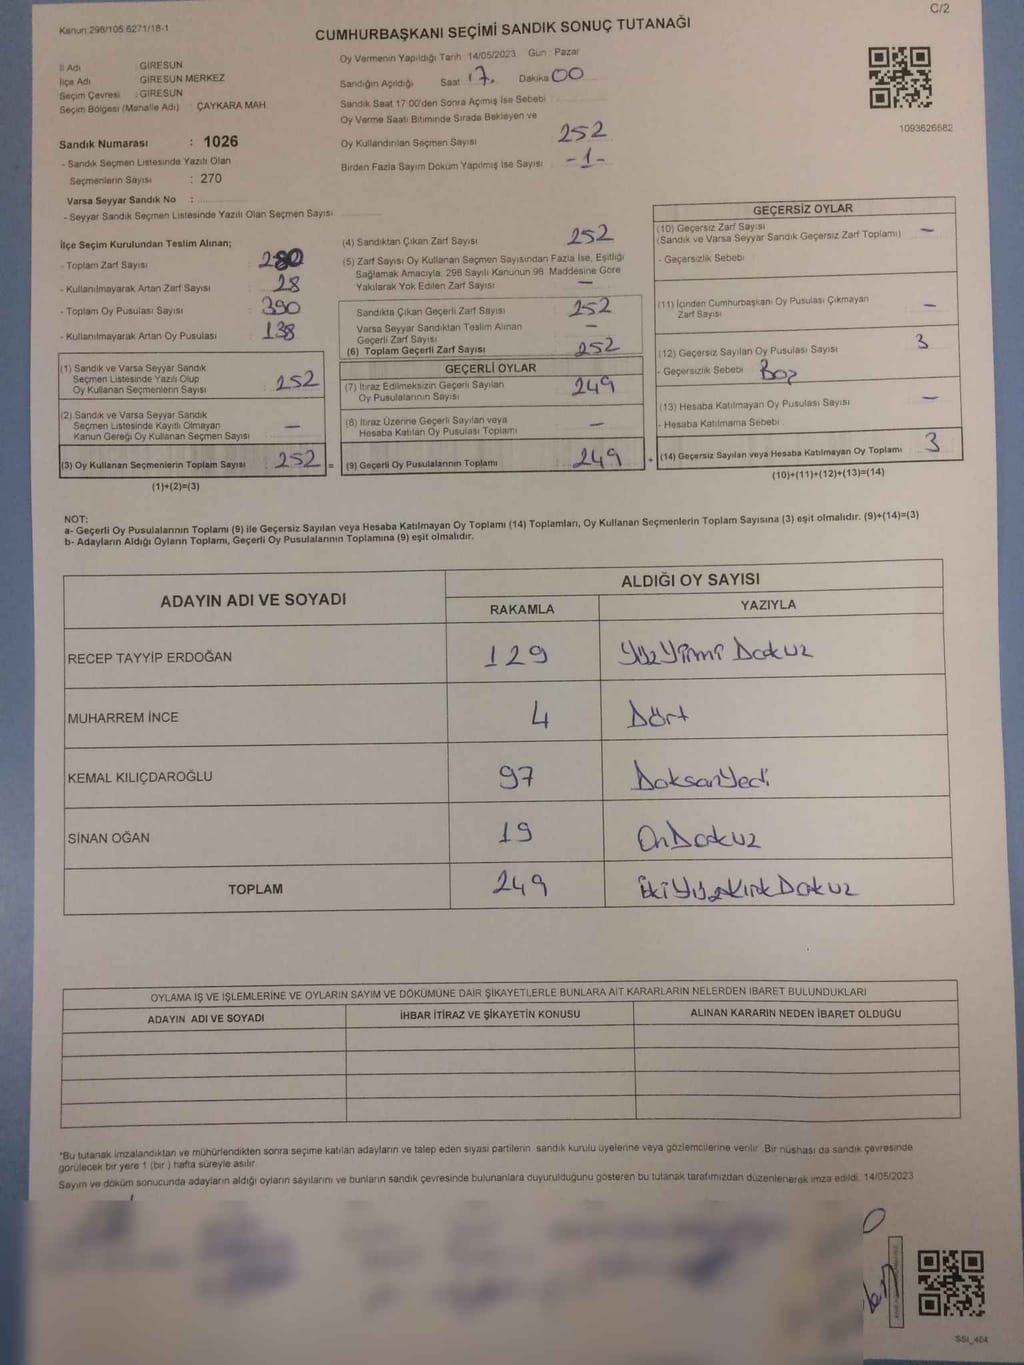 Kanun:298/105.6271/18-1
C/2
CUMHURBAŞKANI SEÇİMİ SANDIK SONUÇ TUTANAĞI
İl Adı : GİRESUN
İlçe Adı : GİRESUN MERKEZ
Seçim Çevresi : GİRESUN
Seçim Bölgesi (Mahalle Adı) : ÇAYKARA MAH.
Sandık Numarası : 1026
- Sandık Seçmen Listesinde Yazılı Olan
Seçmenlerin Sayısı : 270
Varsa Seyyar Sandık No :
- Seyyar Sandık Seçmen Listesinde Yazılı Olan Seçmen Sayısı
Oy Vermenin Yapıldığı Tarih :14/05/2023 Gün : Pazar
Sandığın Açıldığı Saat 17. Dakika 00
Sandık Saat 17.00'den Sonra Açımış İse Sebebi
Oy Verme Saati Bitiminde Sırada Bekleyen ve
Oy Kullandırılan Seçmen Sayısı 252
Birden Fazla Sayım Döküm Yapılmış İse Sayısı -1-
1093626582
İlçe Seçim Kurulundan Teslim Alınan;
- Toplam Zarf Sayısı : 280
- Kullanılmayarak Artan Zarf Sayısı : 28
- Toplam Oy Pusulası Sayısı : 390
- Kullanılmayarak Artan Oy Pusulası : 138
(1) Sandık ve Varsa Seyyar Sandık
Seçmen Listesinde Yazılı Olup
Oy Kullanan Seçmenlerin Sayısı : 252
(2) Sandık ve Varsa Seyyar Sandık
Seçmen Listesinde Kayıtlı Olmayan
Kanun Gereği Oy Kullanan Seçmen Sayısı —
(3) Oy Kullanan Seçmenlerin Toplam Sayısı : 252 =
(1)+(2)=(3)
(4) Sandıktan Çıkan Zarf Sayısı 252
(5) Zarf Sayısı Oy Kullanan Seçmen Sayısından Fazla İse, Eşitliği
Sağlamak Amacıyla, 298 Sayılı Kanunun 98. Maddesine Göre
Yakılarak Yok Edilen Zarf Sayısı —
Sandıkta Çıkan Geçerli Zarf Sayısı 252
Varsa Seyyar Sandıktan Teslim Alınan
Geçerli Zarf Sayısı —
(6) Toplam Geçerli Zarf Sayısı 252
GEÇERLİ OYLAR
(7) İtiraz Edilmeksizin Geçerli Sayılan
Oy Pusulalarının Sayısı 249
(8) İtiraz Üzerine Geçerli Sayılan veya
Hesaba Katılan Oy Pusulası Toplamı —
(9) Geçerli Oy Pusulalarının Toplamı 249 +
GEÇERSİZ OYLAR
(10) Geçersiz Zarf Sayısı
(Sandık ve Varsa Seyyar Sandık Geçersiz Zarf Toplamı) —
- Geçersizlik Sebebi
(11) İçinden Cumhurbaşkanı Oy Pusulası Çıkmayan
Zarf Sayısı —
(12) Geçersiz Sayılan Oy Pusulası Sayısı 3
- Geçersizlik Sebebi Boş
(13) Hesaba Katılmayan Oy Pusulası Sayısı —
- Hesaba Katılmama Sebebi
(14) Geçersiz Sayılan veya Hesaba Katılmayan Oy Toplamı 3
(10)+(11)+(12)+(13)=(14)
NOT:
a- Geçerli Oy Pusulalarının Toplamı (9) ile Geçersiz Sayılan veya Hesaba Katılmayan Oy Toplamı (14) Toplamları, Oy Kullanan Seçmenlerin Toplam Sayısına (3) eşit olmalıdır. (9)+(14)=(3)
b- Adayların Aldığı Oyların Toplamı, Geçerli Oy Pusulalarının Toplamına (9) eşit olmalıdır.
ADAYIN ADI VE SOYADI
ALDIĞI OY SAYISI
RAKAMLA YAZIYLA
RECEP TAYYİP ERDOĞAN 129 Yüz Yirmi Dokuz
MUHARREM İNCE 4 Dört
KEMAL KILIÇDAROĞLU 97 Doksan Yedi
SİNAN OĞAN 19 On Dokuz
TOPLAM 249 İki Yüz Kırk Dokuz
OYLAMA İŞ VE İŞLEMLERİNE VE OYLARIN SAYIM VE DÖKÜMÜNE DAİR ŞİKAYETLERLE BUNLARA AİT KARARLARIN NELERDEN İBARET BULUNDUKLARI
ADAYIN ADI VE SOYADI İHBAR İTİRAZ VE ŞİKAYETİN KONUSU ALINAN KARARIN NEDEN İBARET OLDUĞU
*Bu tutanak imzalandıktan ve mühürlendikten sonra seçime katılan adayların ve talep eden siyasi partilerin sandık kurulu üyelerine veya gözlemcilerine verilir. Bir nüshası da sandık çevresinde
görülecek bir yere 1 (bir ) hafta süreyle asılır.
Sayım ve döküm sonucunda adayların aldığı oyların sayılarını ve bunların sandık çevresinde bulunanlara duyurulduğunu gösteren bu tutanak tarafımızdan düzenlenerek imza edildi. 14/05/2023
SSI_404